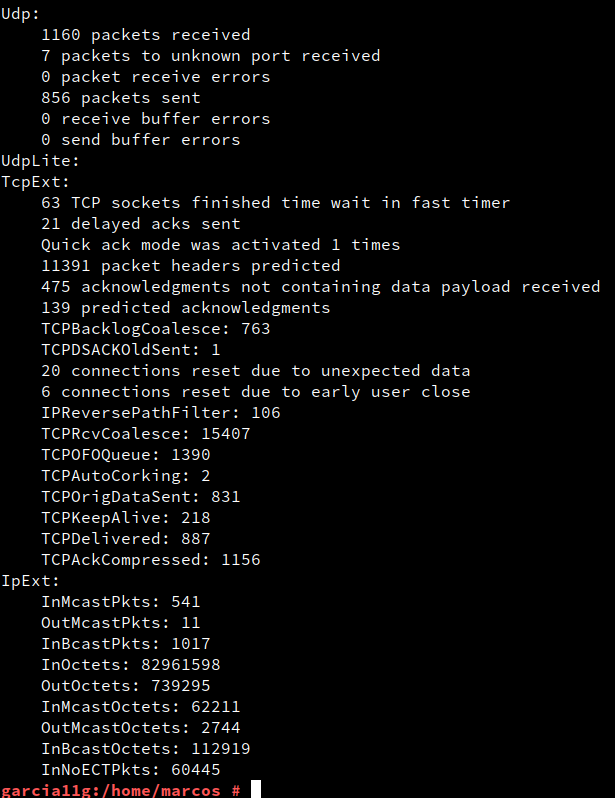 Udp:
    1160 packets received
    7 packets to unknown port received
    0 packet receive errors
    856 packets sent
    0 receive buffer errors
    0 send buffer errors
UdpLite:
TcpExt:
    63 TCP sockets finished time wait in fast timer
    21 delayed acks sent
    Quick ack mode was activated 1 times
    11391 packet headers predicted
    475 acknowledgments not containing data payload received
    139 predicted acknowledgments
    TCPBacklogCoalesce: 763
    TCPDSACKOldSent: 1
    20 connections reset due to unexpected data
    6 connections reset due to early user close
    IPReversePathFilter: 106
    TCPRcvCoalesce: 15407
    TCPOFOQueue: 1390
    TCPAutoCorking: 2
    TCPOrigDataSent: 831
    TCPKeepAlive: 218
    TCPDelivered: 887
    TCPAckCompressed: 1156
IpExt:
    InMcastPkts: 541
    OutMcastPkts: 11
    InBcastPkts: 1017
    InOctets: 82961598
    OutOctets: 739295
    InMcastOctets: 62211
    OutMcastOctets: 2744
    InBcastOctets: 112919
    InNoECTPkts: 60445
garcia11g:/home/marcos #